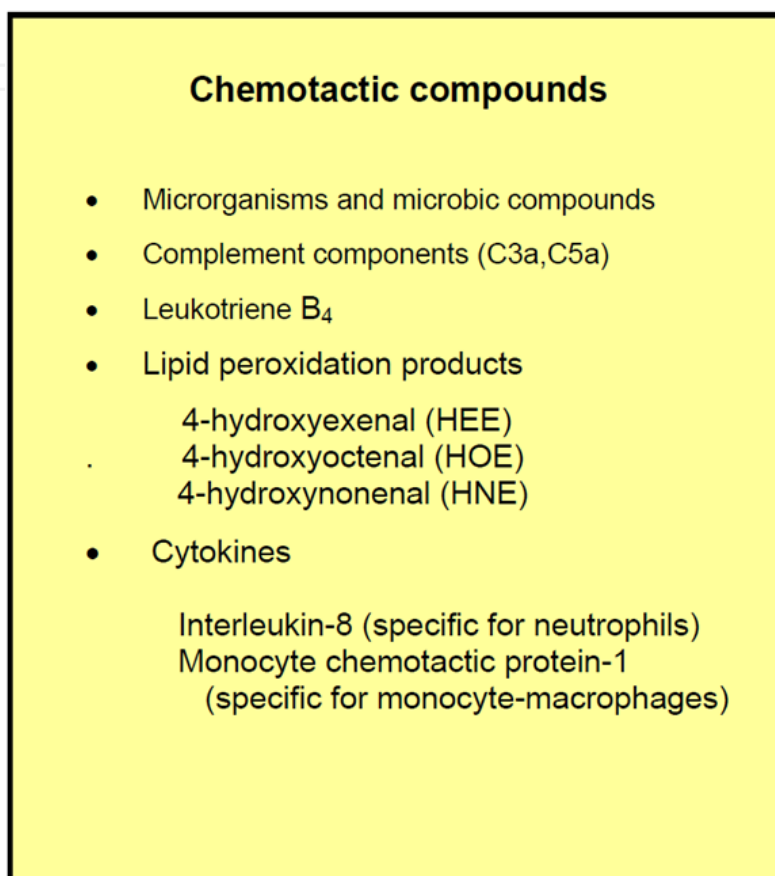 Chemotactic compounds
• Microrganisms and microbic compounds
• Complement components (C3a,C5a)
• Leukotriene B₄
• Lipid peroxidation products
4-hydroxyexenal (HEE)
. 4-hydroxyoctenal (HOE)
4-hydroxynonenal (HNE)
• Cytokines
Interleukin-8 (specific for neutrophils)
Monocyte chemotactic protein-1
(specific for monocyte-macrophages)